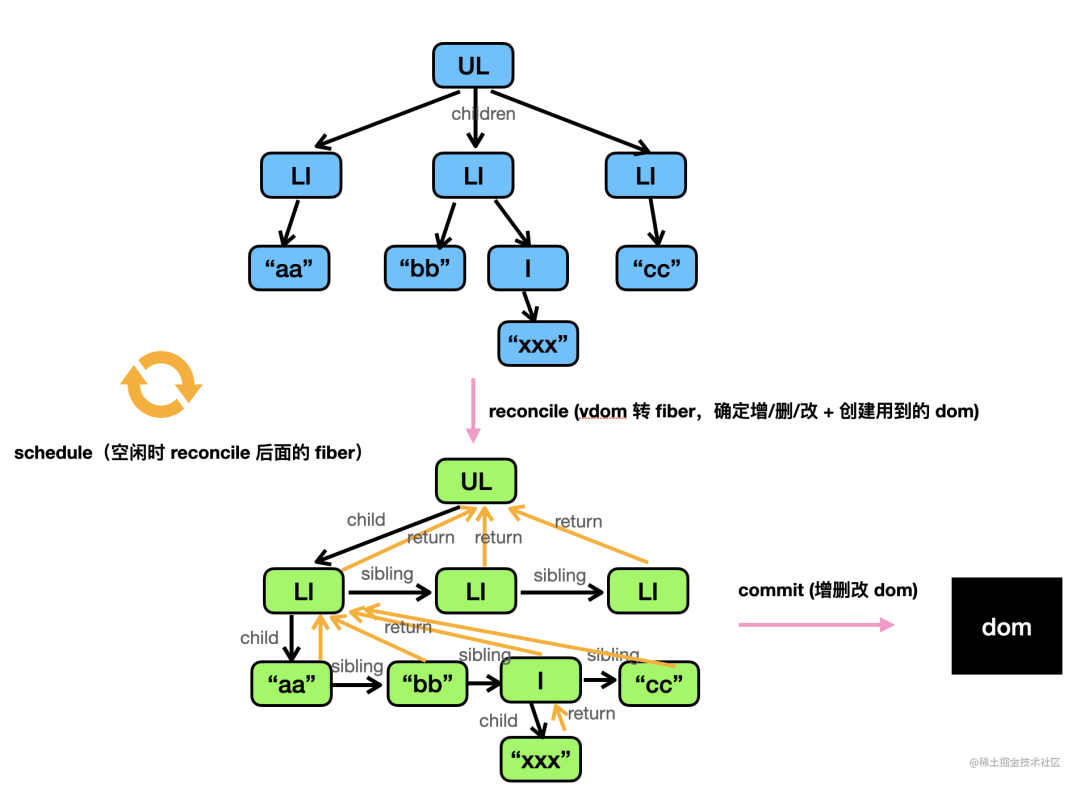 UL
children
LI
LI
LI
“aa”
“bb”
I
“cc”
“xxx”
reconcile (vdom 转 fiber，确定增/删/改 + 创建用到的 dom)
schedule（空闲时 reconcile 后面的 fiber）
UL
child
return
return
return
LI
sibling
LI
sibling
LI
commit (增删改 dom)
dom
child
return
“aa”
sibling
“bb”
sibling
I
sibling
“cc”
child
return
“xxx”
@稀土掘金技术社区